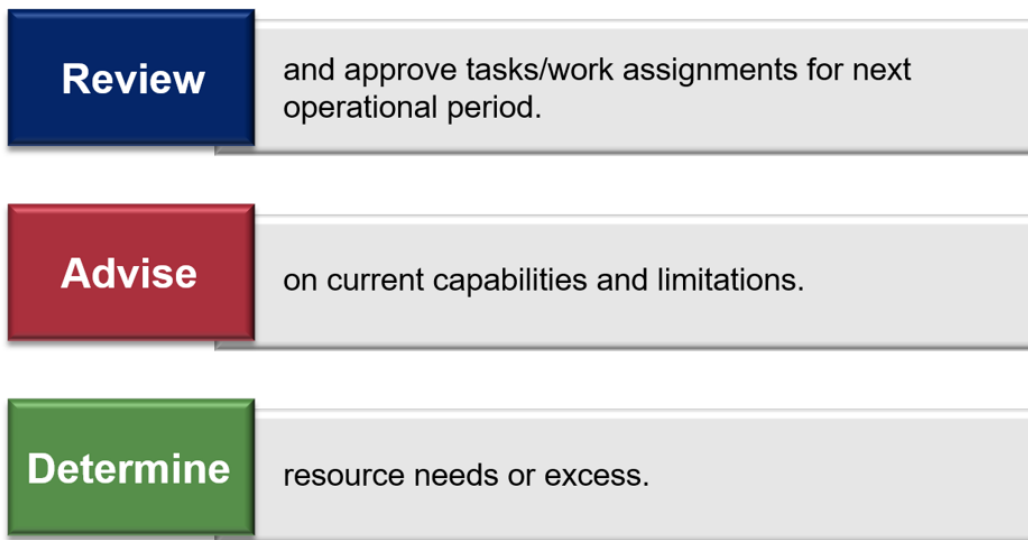 Review
and approve tasks/work assignments for next
operational period.
Advise
on current capabilities and limitations.
Determine
resource needs or excess.